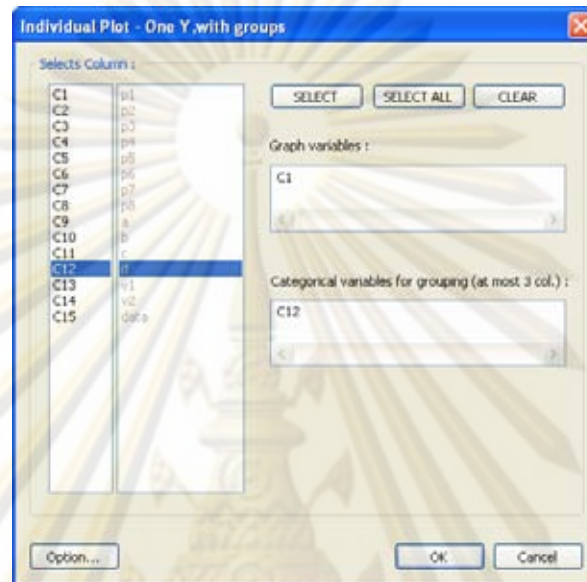 Individual Plot - One Y ,with groups
Selects Column :
C1 p1
C2 p2
C3 p3
C4 p4
C5 p5
C6 p6
C7 p7
C8 p8
C9 a
C10 b
C11 c
C12 d
C13 v1
C14 v2
C15 data
SELECT SELECT ALL CLEAR
Graph variables :
C1
Categorical variables for grouping (at most 3 col.) :
C12
Option... OK Cancel